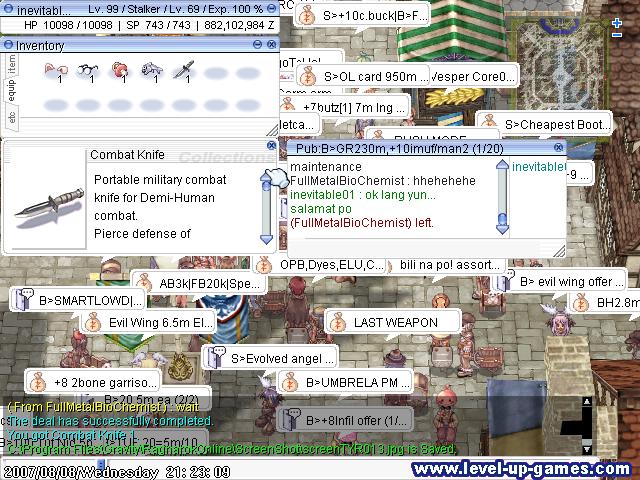 inevitabl... Lv. 99 / Stalker / Lv. 69 / Exp. 100 %
HP 10098 / 10098 | SP 743 / 743 | 882,102,984 Z
S>+10c.buck|B>F...
Inventory
item
equip
etc
1 1 1 1 1
S>OL card 950m ...
Vesper Core0...
+7butz[1] 7m Ing ...
S>Cheapest Boot...
Combat Knife
Collections
Portable military combat
knife for Demi-Human
combat.
Pierce defense of
Pub:B>GR230m,+10imuf/man2 (1/20)
maintenance
FullMetalBioChemist : hhehehehe
inevitable01 : ok lang yun...
salamat po
(FullMetalBioChemist) left.
inevitable
-9 ...
OPB,Dyes,ELU,C...
bili na po! assort...
AB3k|FB20k|Spe...
B> evil wing offer ...
B>SMARTLOWD|...
BH2.8m
Evil Wing 6.5m El...
LAST WEAPON
S>Evolved angel ...
+8 2bone garriso...
B>UMBRELA PM ...
B>20.5m ea (2/2)
B>+8Infil offer (1/...
( From FullMetalBioChemist ) : wait
The deal has successfully completed.
You got Combat Knife 1
C:\Program Files\Gravity\RagnarokOnline\ScreenShot\screenTYR013.jpg is Saved.
2007/08/08/Wednesday 21: 23: 09
www.level-up-games.com